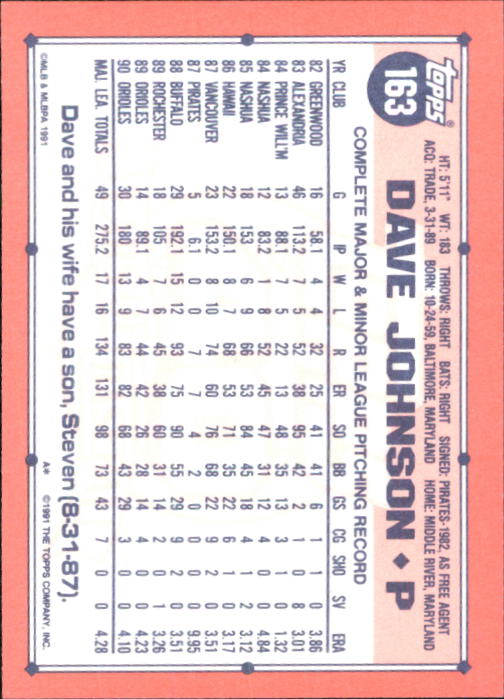 topps®
163
HT: 5'11" WT: 183 THROWS: RIGHT BATS: RIGHT SIGNED: PIRATES-1982, AS FREE AGENT
ACQ: TRADE, 3-31-89 BORN: 10-24-59, BALTIMORE, MARYLAND HOME: MIDDLE RIVER, MARYLAND
DAVE JOHNSON ♦ P
COMPLETE MAJOR & MINOR LEAGUE PITCHING RECORD
YR CLUB G IP W L R ER SO BB GS CG SHO SV ERA
82 GREENWOOD 16 58.1 4 4 32 25 41 41 6 1 1 0 3.86
83 ALEXANDRIA 46 113.2 7 5 52 38 95 42 2 1 0 8 3.01
84 PRINCE WILL'M 13 88.1 7 5 22 13 48 35 13 3 1 0 1.32
84 NASHUA 12 83.2 1 8 52 45 47 31 12 4 0 0 4.84
85 NASHUA 18 153 6 9 66 53 84 45 18 4 1 2 3.12
86 HAWAII 22 150.1 8 7 68 53 71 35 22 6 1 0 3.17
87 VANCOUVER 23 153.2 8 10 74 60 76 68 22 9 2 0 3.51
87 PIRATES 5 6.1 0 0 7 7 4 2 0 0 0 0 9.95
88 BUFFALO 29 192.1 15 12 93 75 90 55 29 9 2 0 3.51
89 ROCHESTER 18 105 7 6 45 38 60 31 14 2 0 1 3.26
89 ORIOLES 14 89.1 4 7 44 42 26 28 14 4 0 0 4.23
90 ORIOLES 30 180 13 9 83 82 68 43 29 3 0 0 4.10
MAJ. LEA. TOTALS 49 275.2 17 16 134 131 98 73 43 7 0 0 4.28
Dave and his wife have a son, Steven (8-31-87).
©MLB & MLBPA 1991 A* ©1991 THE TOPPS COMPANY, INC.